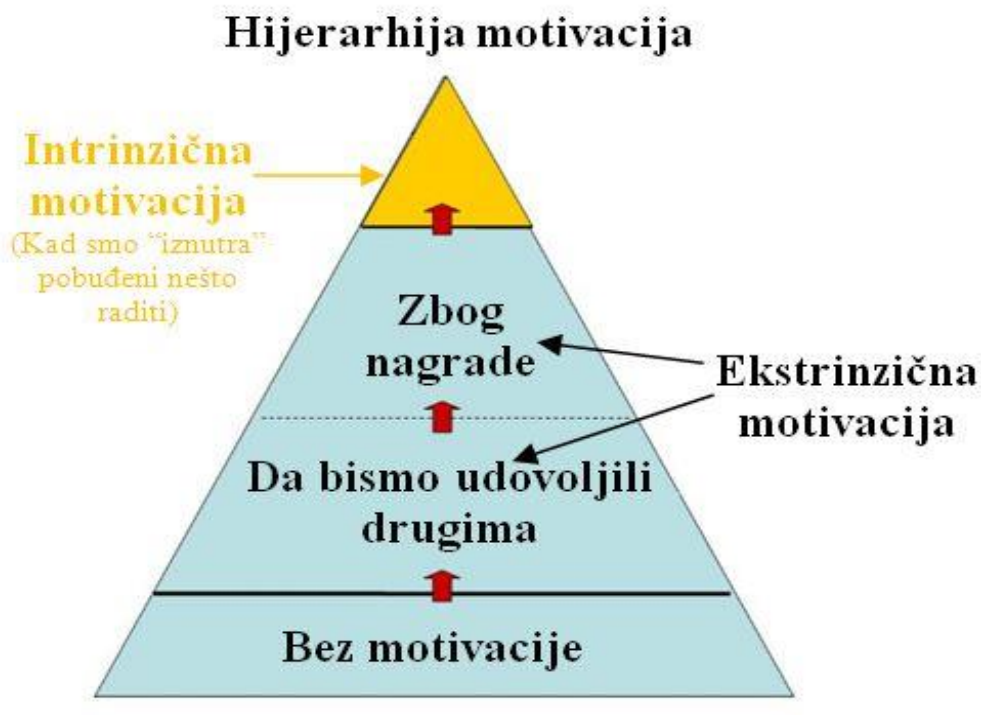 Hijerarhija motivacija
Intrinzična
motivacija
(Kad smo “iznutra”
pobuđeni nešto
raditi)
Zbog
nagrade
Ekstrinzična
motivacija
Da bismo udovoljili
drugima
Bez motivacije